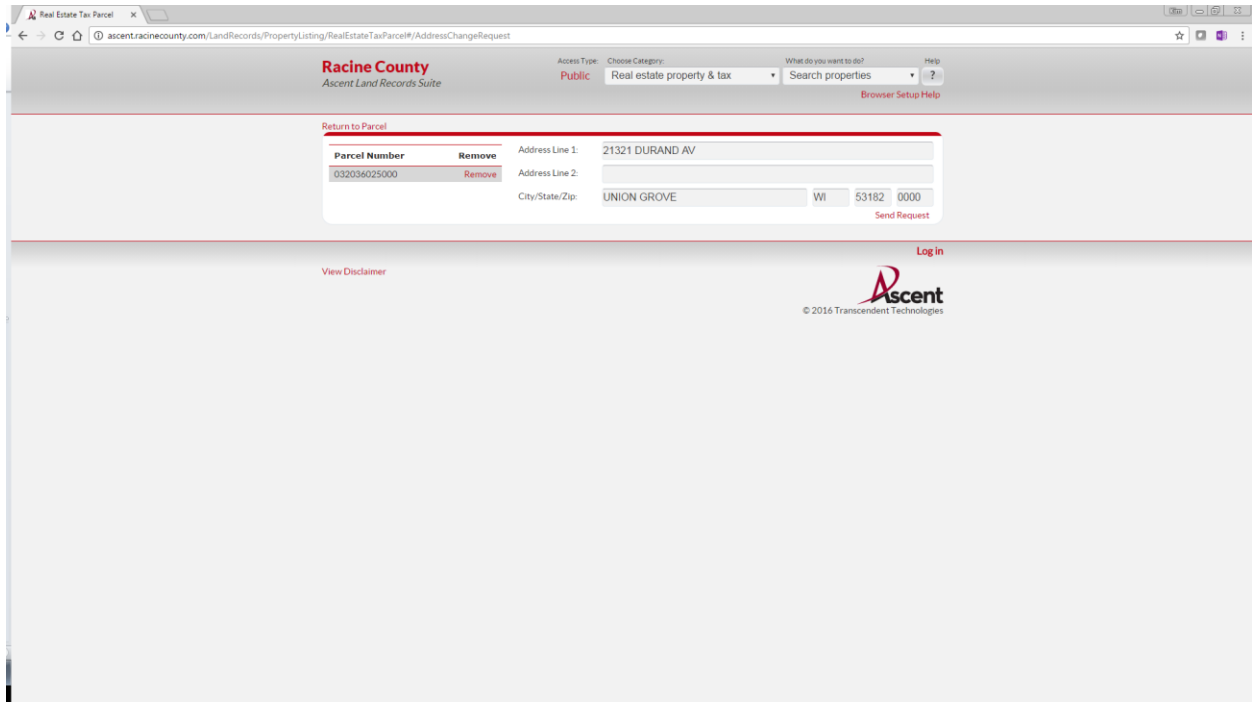 Real Estate Tax Parcel
ascent.racinecounty.com/LandRecords/PropertyListing/RealEstateTaxParcel#/AddressChangeRequest
Racine County
Ascent Land Records Suite
Access Type: Choose Category: What do you want to do? Help
Public Real estate property & tax Search properties ?
Browser Setup Help
Return to Parcel
Parcel Number Remove
032036025000 Remove
Address Line 1: 21321 DURAND AV
Address Line 2:
City/State/Zip: UNION GROVE WI 53182 0000
Send Request
Log in
View Disclaimer
Ascent
© 2016 Transcendent Technologies